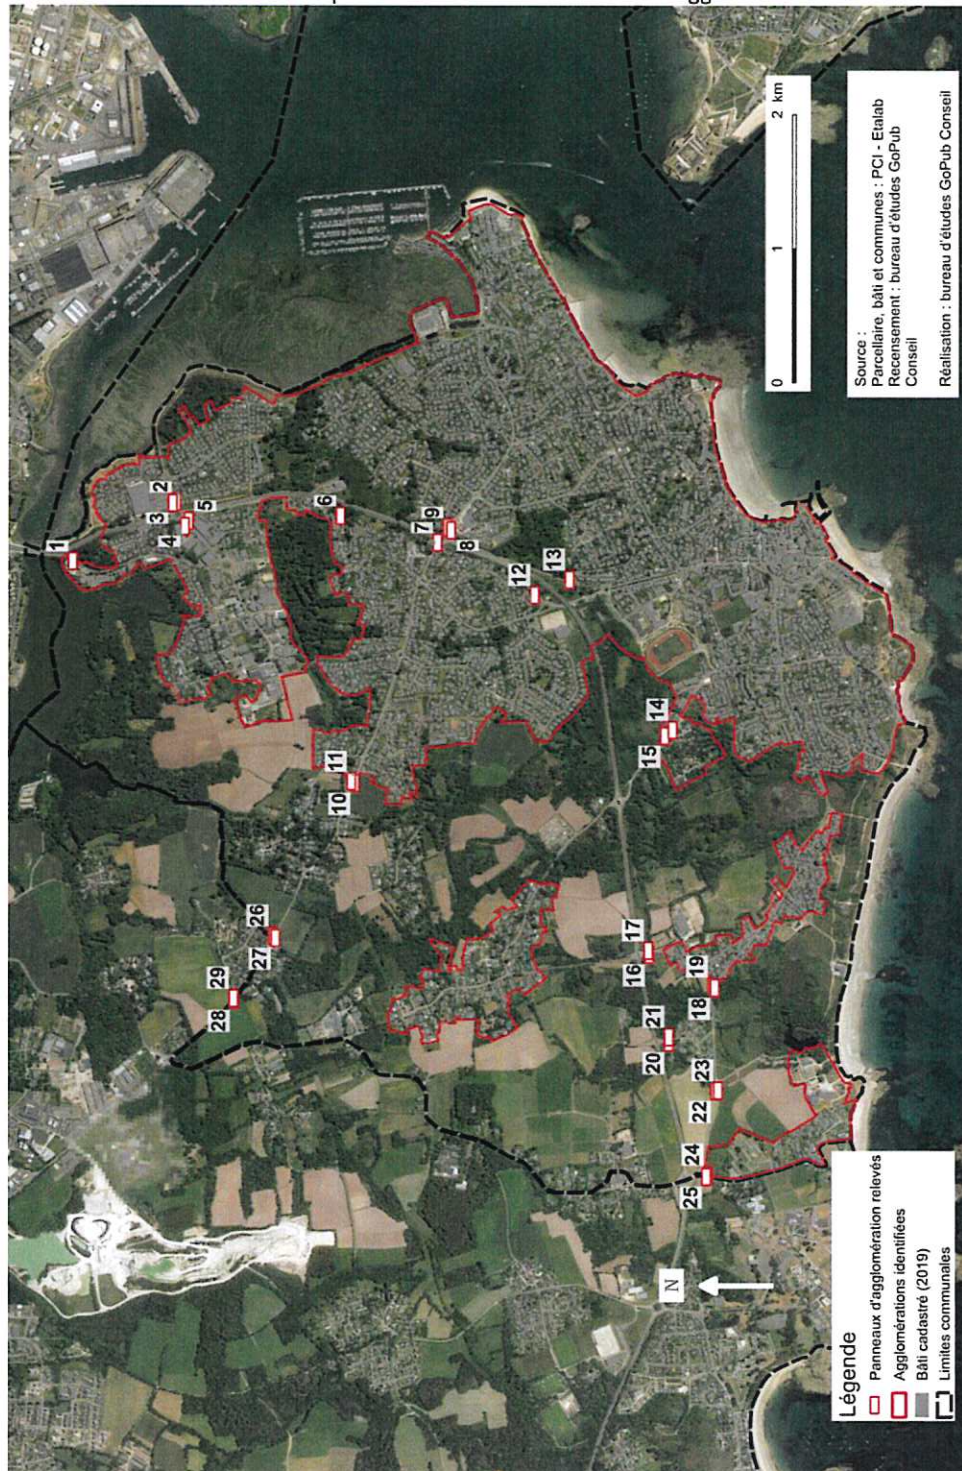 1
2
3
4
5
6
7
8
9
10
11
12
13
14
15
16
17
18
19
20
21
22
23
24
25
26
27
28
29
N
Légende
Panneaux d'agglomération relevés
Agglomérations identifiées
Bâti cadastré (2019)
Limites communales
0 1 2 km
Source :
Parcellaire, bâti et communes : PCI - Etalab
Recensement : bureau d'études GoPub
Conseil
Réalisation : bureau d'études GoPub Conseil